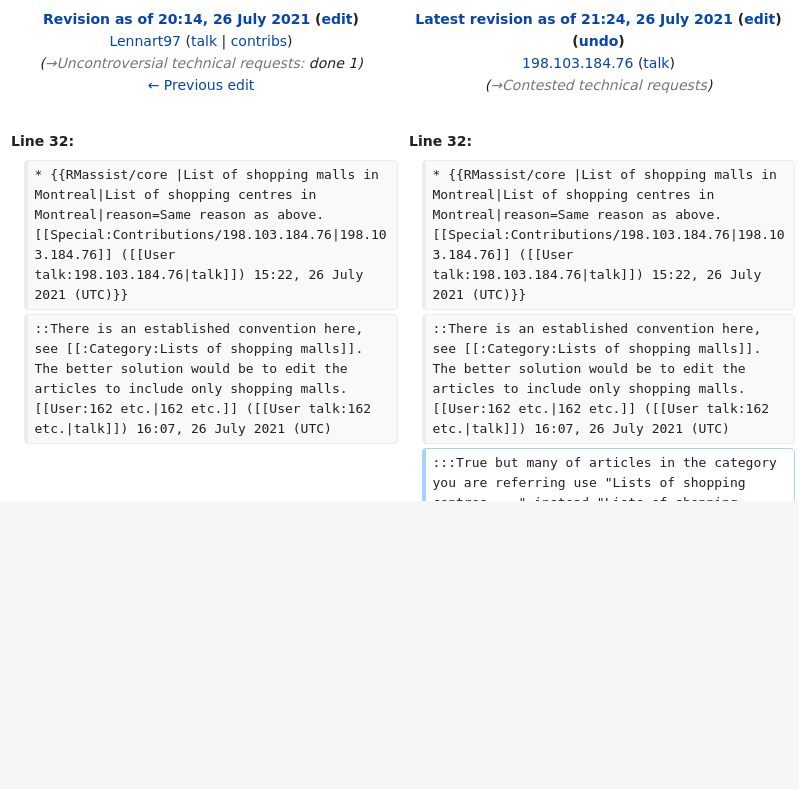 Revision as of 20:14, 26 July 2021 (edit)
Lennart97 (talk | contribs)
(→Uncontroversial technical requests: done 1)
← Previous edit
Latest revision as of 21:24, 26 July 2021 (edit)
(undo)
198.103.184.76 (talk)
(→Contested technical requests)
Line 32:
* {{RMassist/core |List of shopping malls in
Montreal|List of shopping centres in
Montreal|reason=Same reason as above.
[[Special:Contributions/198.103.184.76|198.10
3.184.76]] ([[User
talk:198.103.184.76|talk]]) 15:22, 26 July
2021 (UTC)}}
::There is an established convention here,
see [[:Category:Lists of shopping malls]].
The better solution would be to edit the
articles to include only shopping malls.
[[User:162 etc.|162 etc.]] ([[User talk:162
etc.|talk]]) 16:07, 26 July 2021 (UTC)
Line 32:
* {{RMassist/core |List of shopping malls in
Montreal|List of shopping centres in
Montreal|reason=Same reason as above.
[[Special:Contributions/198.103.184.76|198.10
3.184.76]] ([[User
talk:198.103.184.76|talk]]) 15:22, 26 July
2021 (UTC)}}
::There is an established convention here,
see [[:Category:Lists of shopping malls]].
The better solution would be to edit the
articles to include only shopping malls.
[[User:162 etc.|162 etc.]] ([[User talk:162
etc.|talk]]) 16:07, 26 July 2021 (UTC)
:::True but many of articles in the category
you are referring use "Lists of shopping